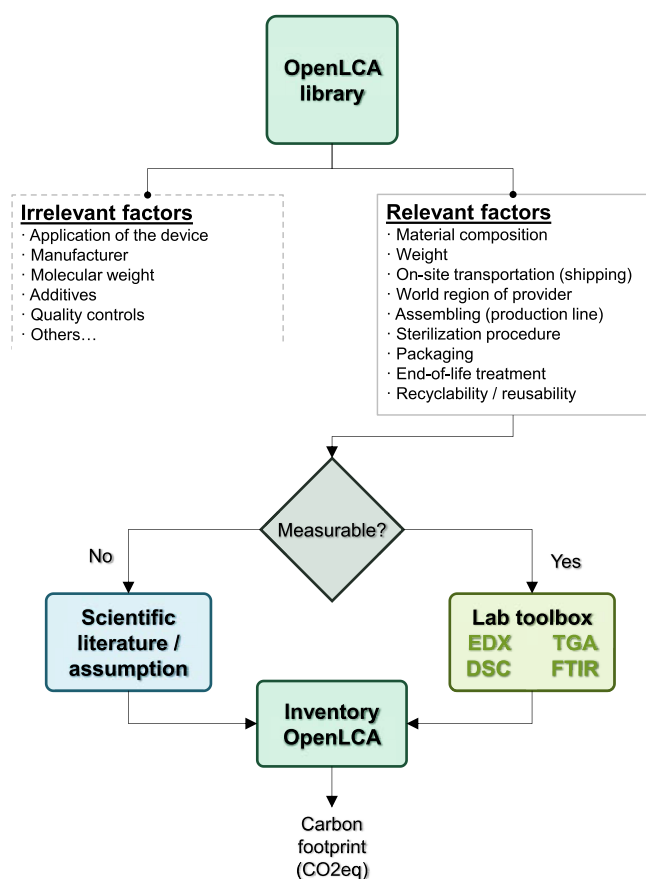 OpenLCA
library
Irrelevant factors
· Application of the device
· Manufacturer
· Molecular weight
· Additives
· Quality controls
· Others…
Relevant factors
· Material composition
· Weight
· On-site transportation (shipping)
· World region of provider
· Assembling (production line)
· Sterilization procedure
· Packaging
· End-of-life treatment
· Recyclability / reusability
Measurable?
No
Yes
Scientific
literature /
assumption
Lab toolbox
EDX TGA
DSC FTIR
Inventory
OpenLCA
Carbon
footprint
(CO2eq)